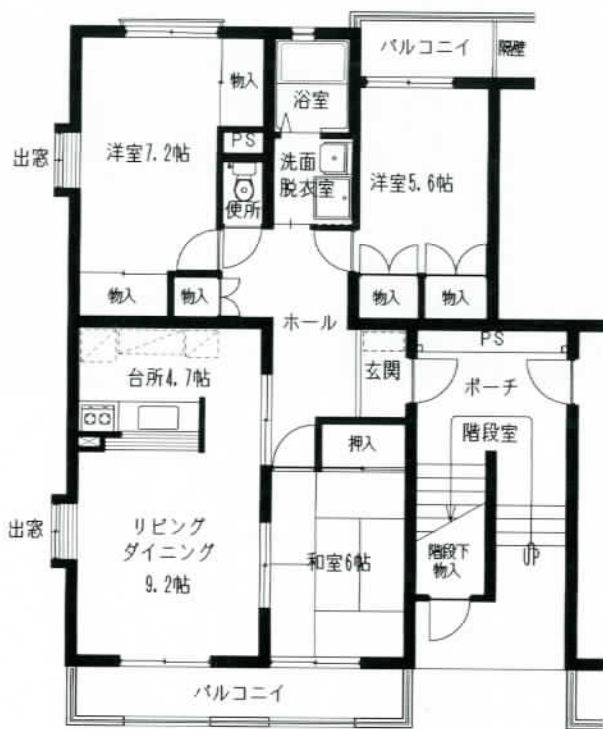 バルコニィ
隔壁
物入
浴室
PS
洋室7.2帖
出窓
洗面
脱衣室
洋室5.6帖
便所
物入
物入
物入
物入
ホール
PS
台所4.7帖
玄関
ポーチ
階段室
押入
出窓
リビング
ダイニング
9.2帖
和室6帖
階段下
物入
UP
バルコニィ